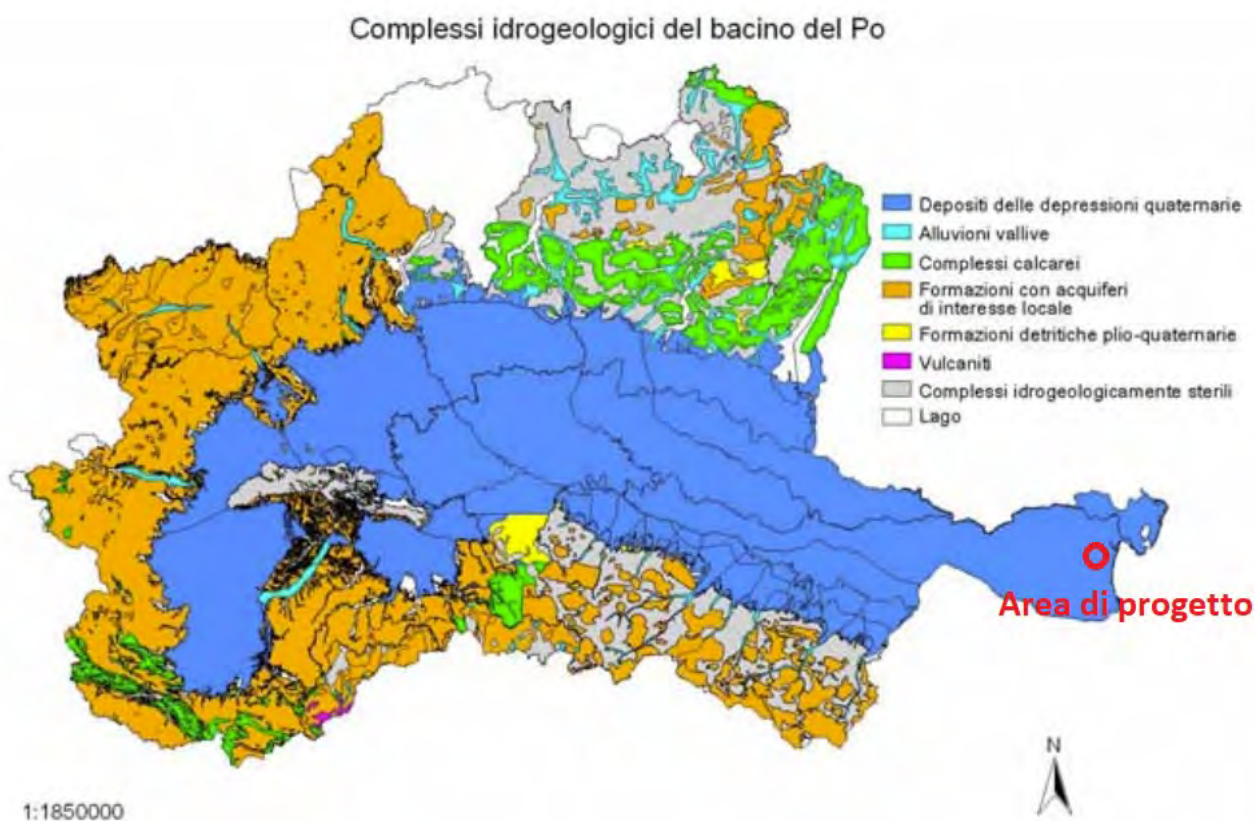 Complessi idrogeologici del bacino del Po
Depositi delle depressioni quaternarie
Alluvioni vallive
Complessi calcarei
Formazioni con acquiferi
di interesse locale
Formazioni detritiche plio-quaternarie
Vulcaniti
Complessi idrogeologicamente sterili
Lago
Area di progetto
N
1:1850000